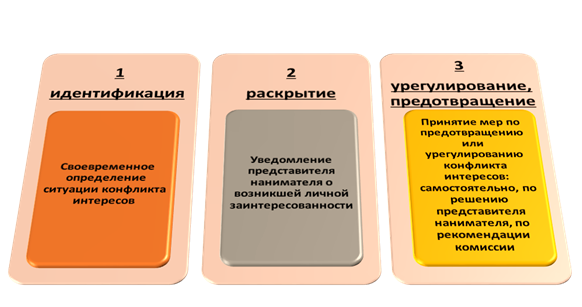 1
идентификация
Своевременное
определение
ситуации конфликта
интересов
2
раскрытие
Уведомление
представителя
нанимателя о
возникшей личной
заинтересованности
3
урегулирование,
предотвращение
Принятие мер по
предотвращению
или
урегулированию
конфликта
интересов:
самостоятельно, по
решению
представителя
нанимателя, по
рекомендации
комиссии